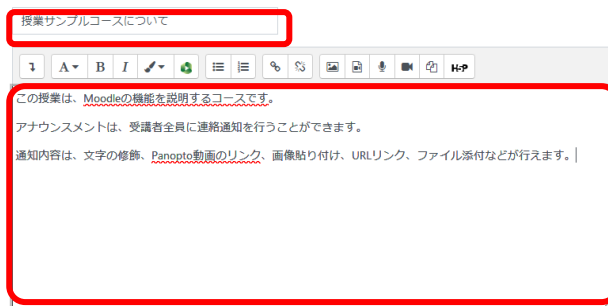 授業サンプルコースについて
A B I H-P
この授業は、Moodleの機能を説明するコースです。
アナウンスメントは、受講者全員に連絡通知を行うことができます。
通知内容は、文字の修飾、Panopto動画のリンク、画像貼り付け、URLリンク、ファイル添付などが行えます。